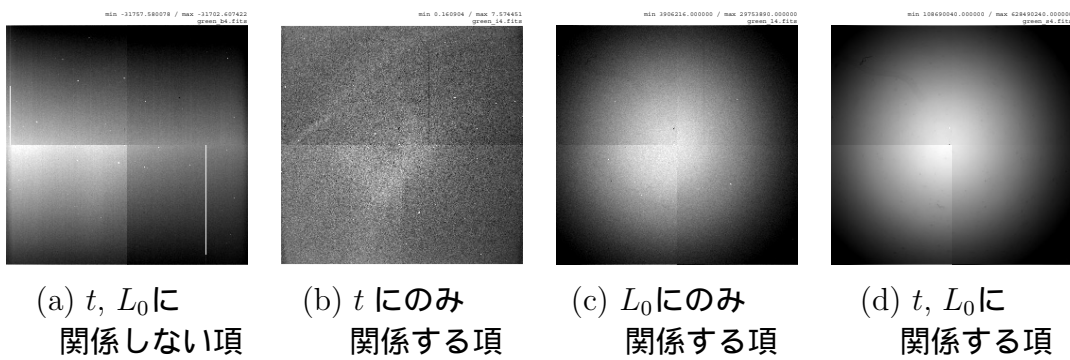 min -31757.580078 / max -31702.607422
green_b4.fits
min 0.160904 / max 7.574451
green_i4.fits
min 3906216.000000 / max 29753890.000000
green_l4.fits
min 108690040.000000 / max 628490240.000000
green_s4.fits
(a) t, L₀に
関係しない項
(b) t にのみ
関係する項
(c) L₀にのみ
関係する項
(d) t, L₀に
関係する項